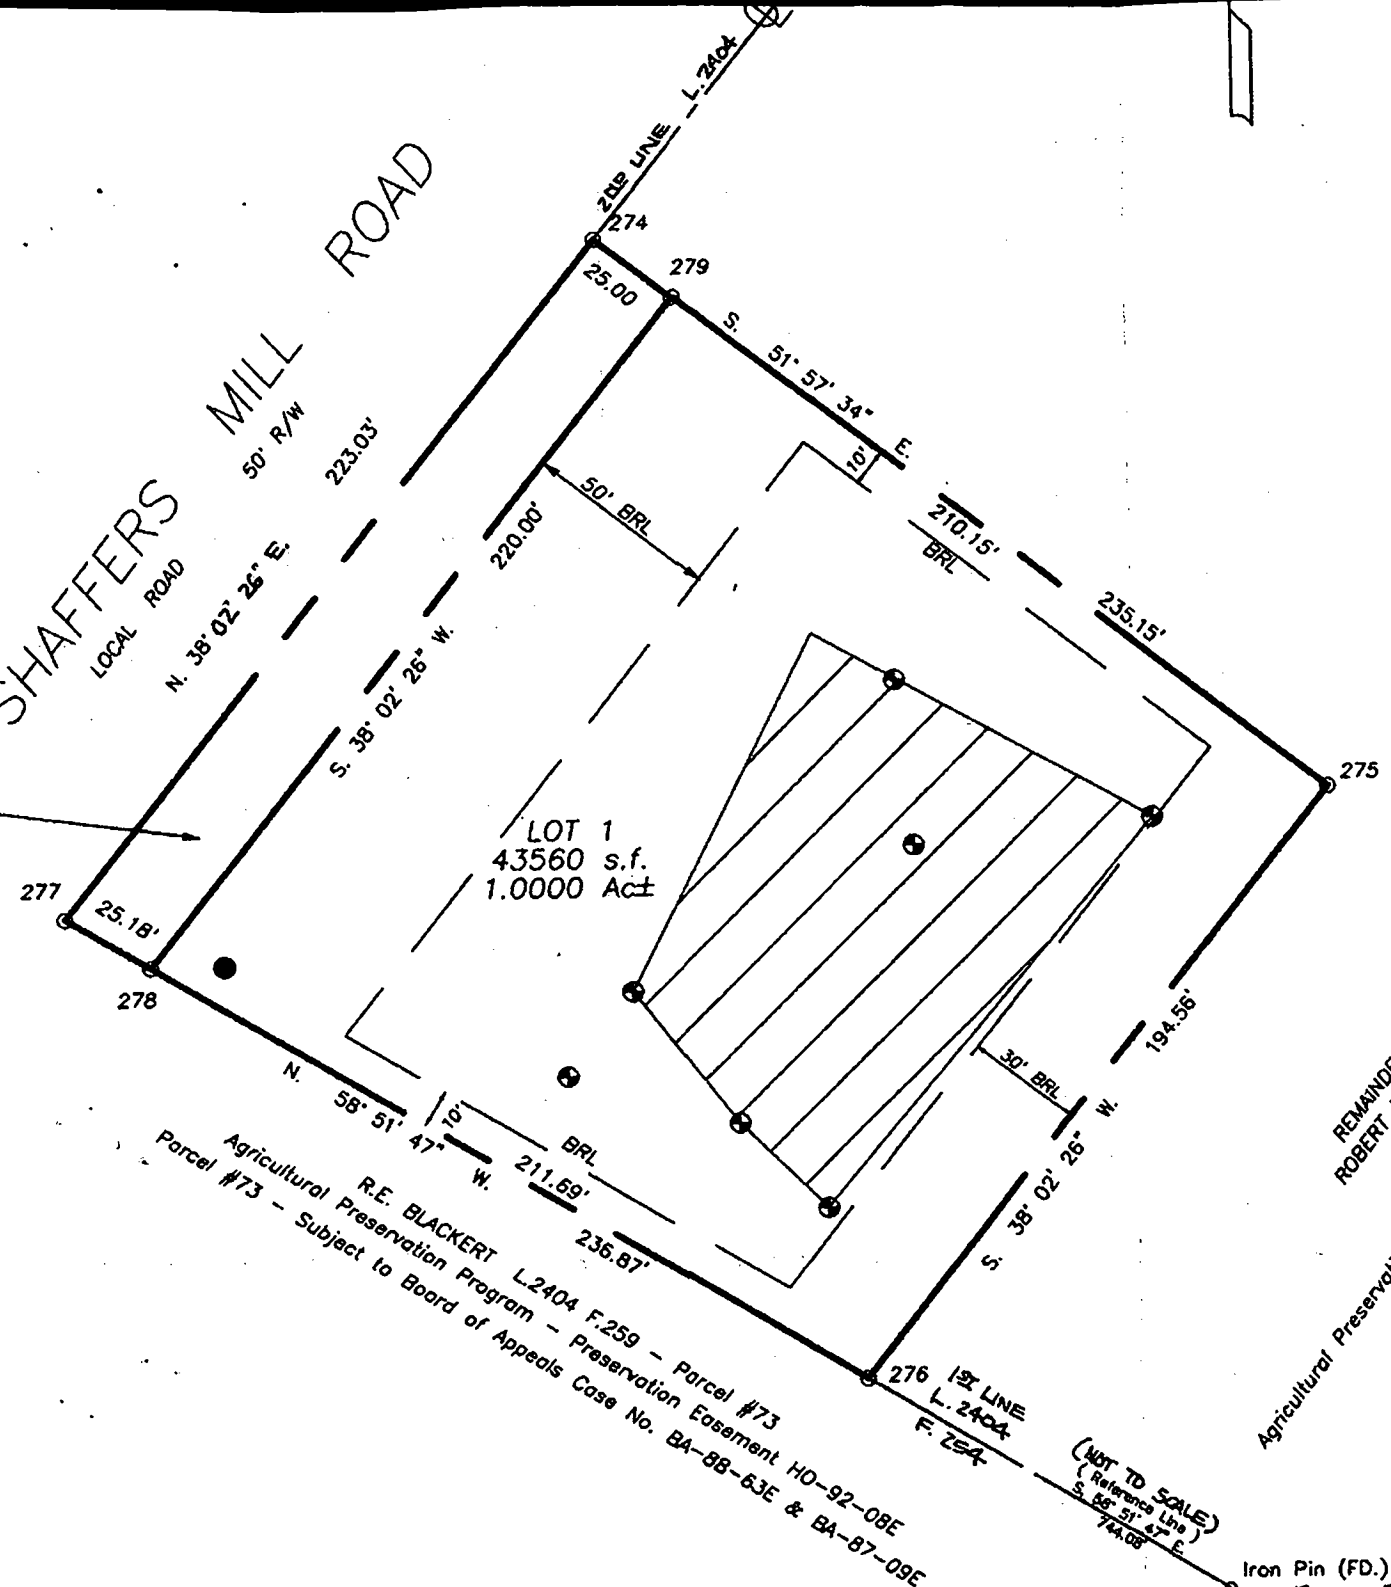 L.2404
2ND LINE
274
25.00
279
S. 51° 57' 34" E.
10'
210.15'
BRL
235.15'
275
SHAFFERS MILL ROAD
LOCAL ROAD
50' R/W
N. 38° 02' 26" E.
223.03'
50' BRL
220.00'
S. 38° 02' 26" W.
LOT 1
43560 s.f.
1.0000 Ac±
277
25.18'
278
194.56'
30' BRL
S. 38° 02' 26" W.
N. 58° 51' 47" W.
10'
BRL
211.69'
236.87'
276
1ST LINE
L. 2404
F. 254
(NOT TO SCALE)
( Reference Line )
S. 58° 51' 47" E.
744.08'
Iron Pin (FD.)
R.E. BLACKERT L.2404 F.259 - Parcel #73
Agricultural Preservation Program - Preservation Easement HO-92-08E
Parcel #73 - Subject to Board of Appeals Case No. BA-88-63E & BA-87-09E
ROBERT
Agricultural